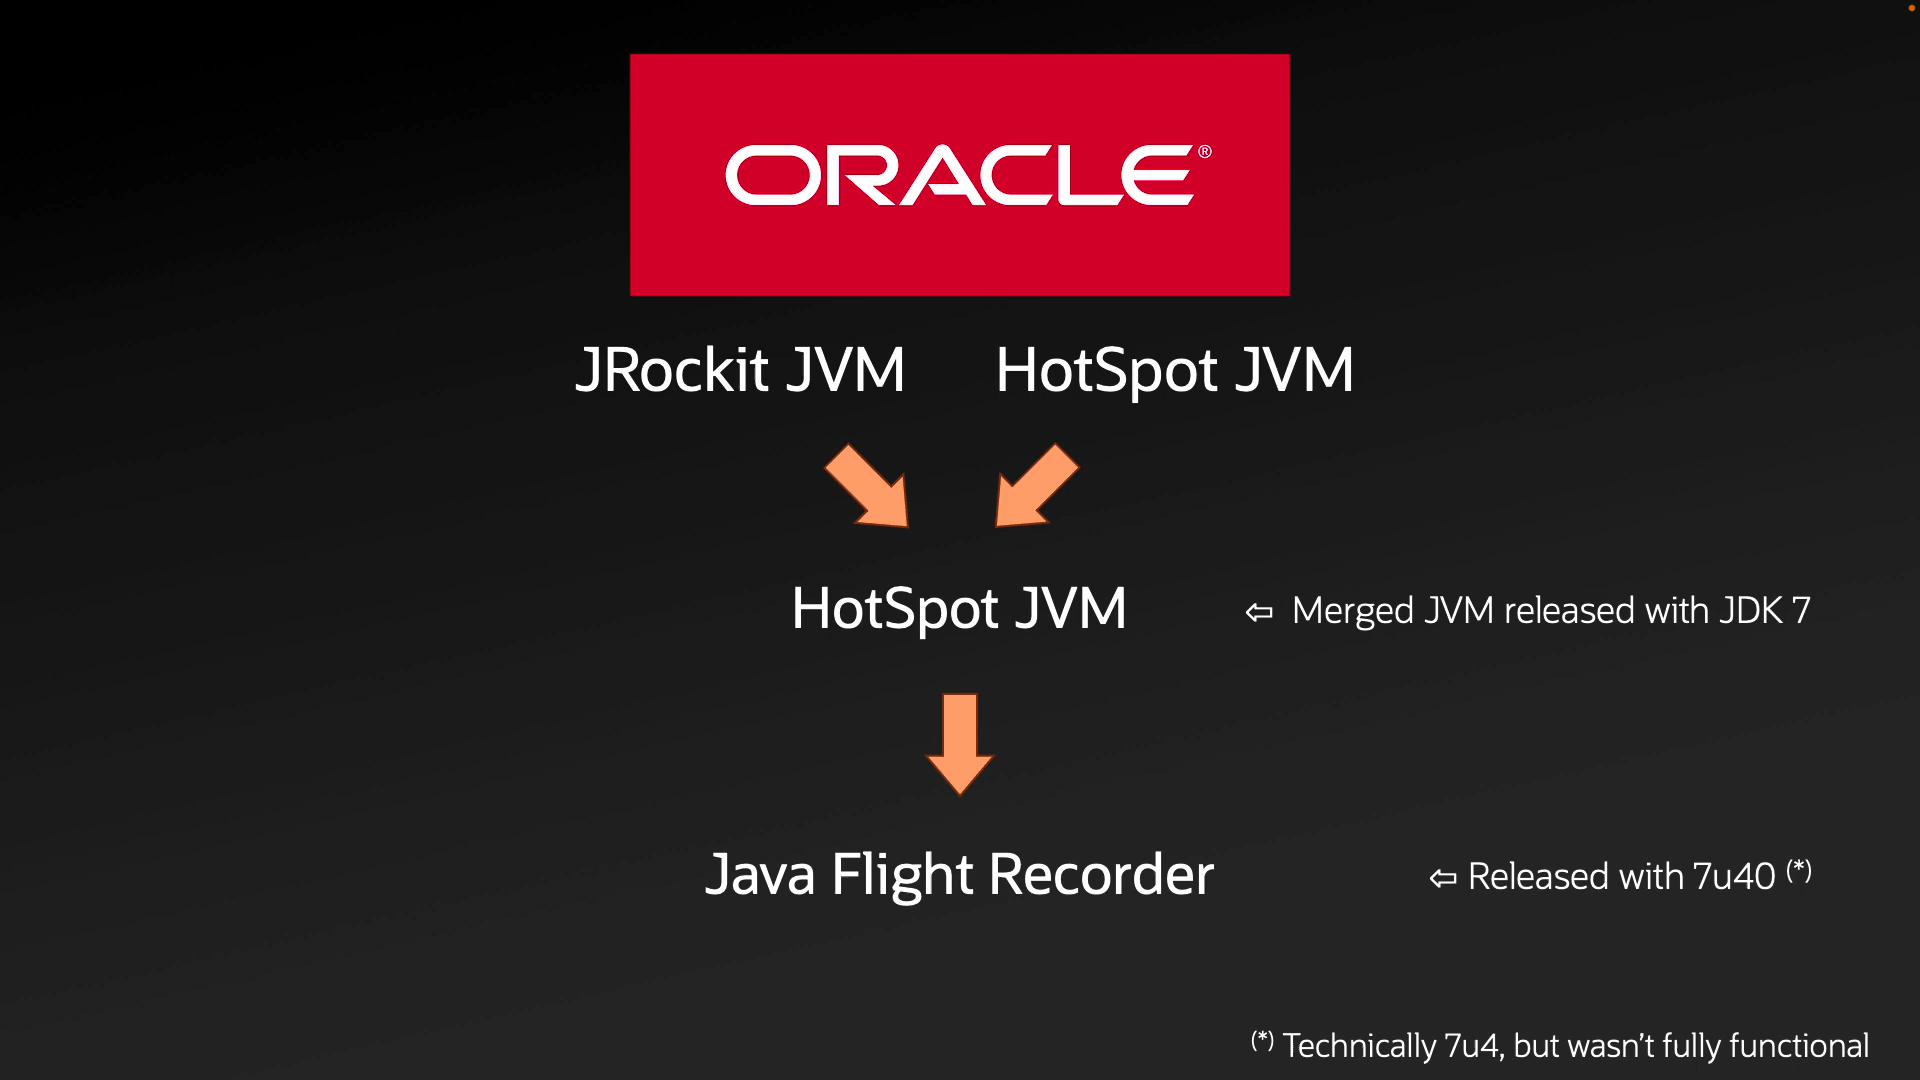 ORACLE®
JRockit JVM HotSpot JVM
HotSpot JVM ⇦ Merged JVM released with JDK 7
Java Flight Recorder ⇦ Released with 7u40 (*)
(*) Technically 7u4, but wasn’t fully functional